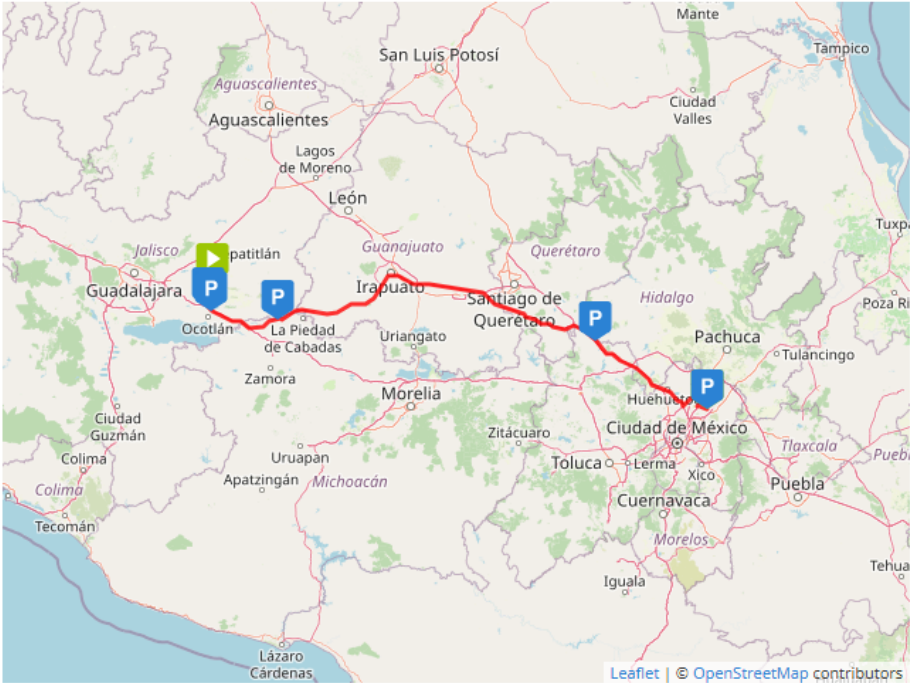 Mante
San Luis Potosí
Tampico
Aguascalientes
Aguascalientes
Ciudad
Valles
Lagos
de Moreno
León
Tuxpa
Jalisco
patitlán
Guanajuato
Querétaro
Guadalajara
P
P
Irapuato
Santiago de
Querétaro
Hidalgo
Poza Ri
Ocotlán
La Piedad
de Cabadas
Uriangato
P
Pachuca
Tulancingo
Zamora
Morelia
P
Huehueto
Ciudad
Guzmán
Zitácuaro
Ciudad de México
Tlaxcala
Pueb
Colima
Uruapan
Apatzingán
Michoacán
Toluca
Lerma
Xico
Puebla
Colima
Tecomán
Cuernavaca
Morelos
Iguala
Tehua
Lázaro
Cárdenas
Leaflet | © OpenStreetMap contributors